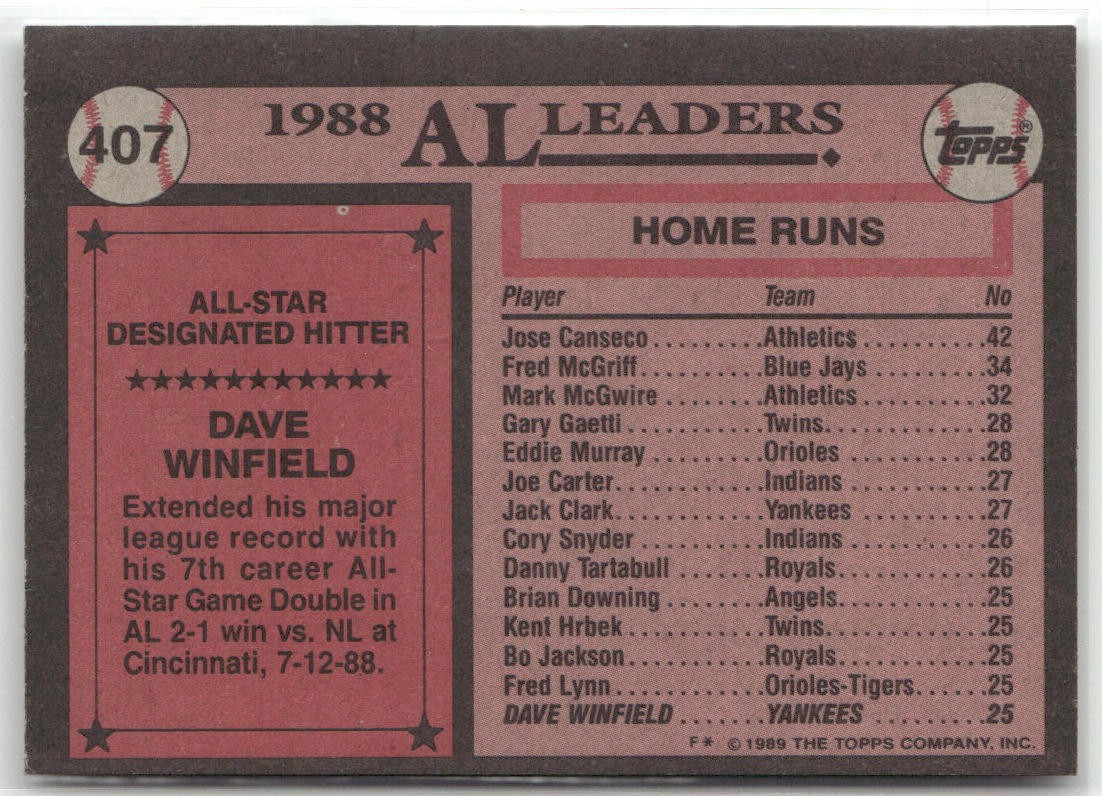 407
1988 AL LEADERS
topps®
ALL-STAR
DESIGNATED HITTER
DAVE
WINFIELD
Extended his major
league record with
his 7th career All-
Star Game Double in
AL 2-1 win vs. NL at
Cincinnati, 7-12-88.
HOME RUNS
Player Team No
Jose Canseco..........Athletics...........42
Fred McGriff...........Blue Jays..........34
Mark McGwire.........Athletics...........32
Gary Gaetti............Twins..............28
Eddie Murray..........Orioles............28
Joe Carter.............Indians............27
Jack Clark.............Yankees...........27
Cory Snyder...........Indians............26
Danny Tartabull.......Royals.............26
Brian Downing.........Angels.............25
Kent Hrbek............Twins..............25
Bo Jackson............Royals.............25
Fred Lynn.............Orioles-Tigers......25
DAVE WINFIELD.......YANKEES.........25
F* ©1989 THE TOPPS COMPANY, INC.